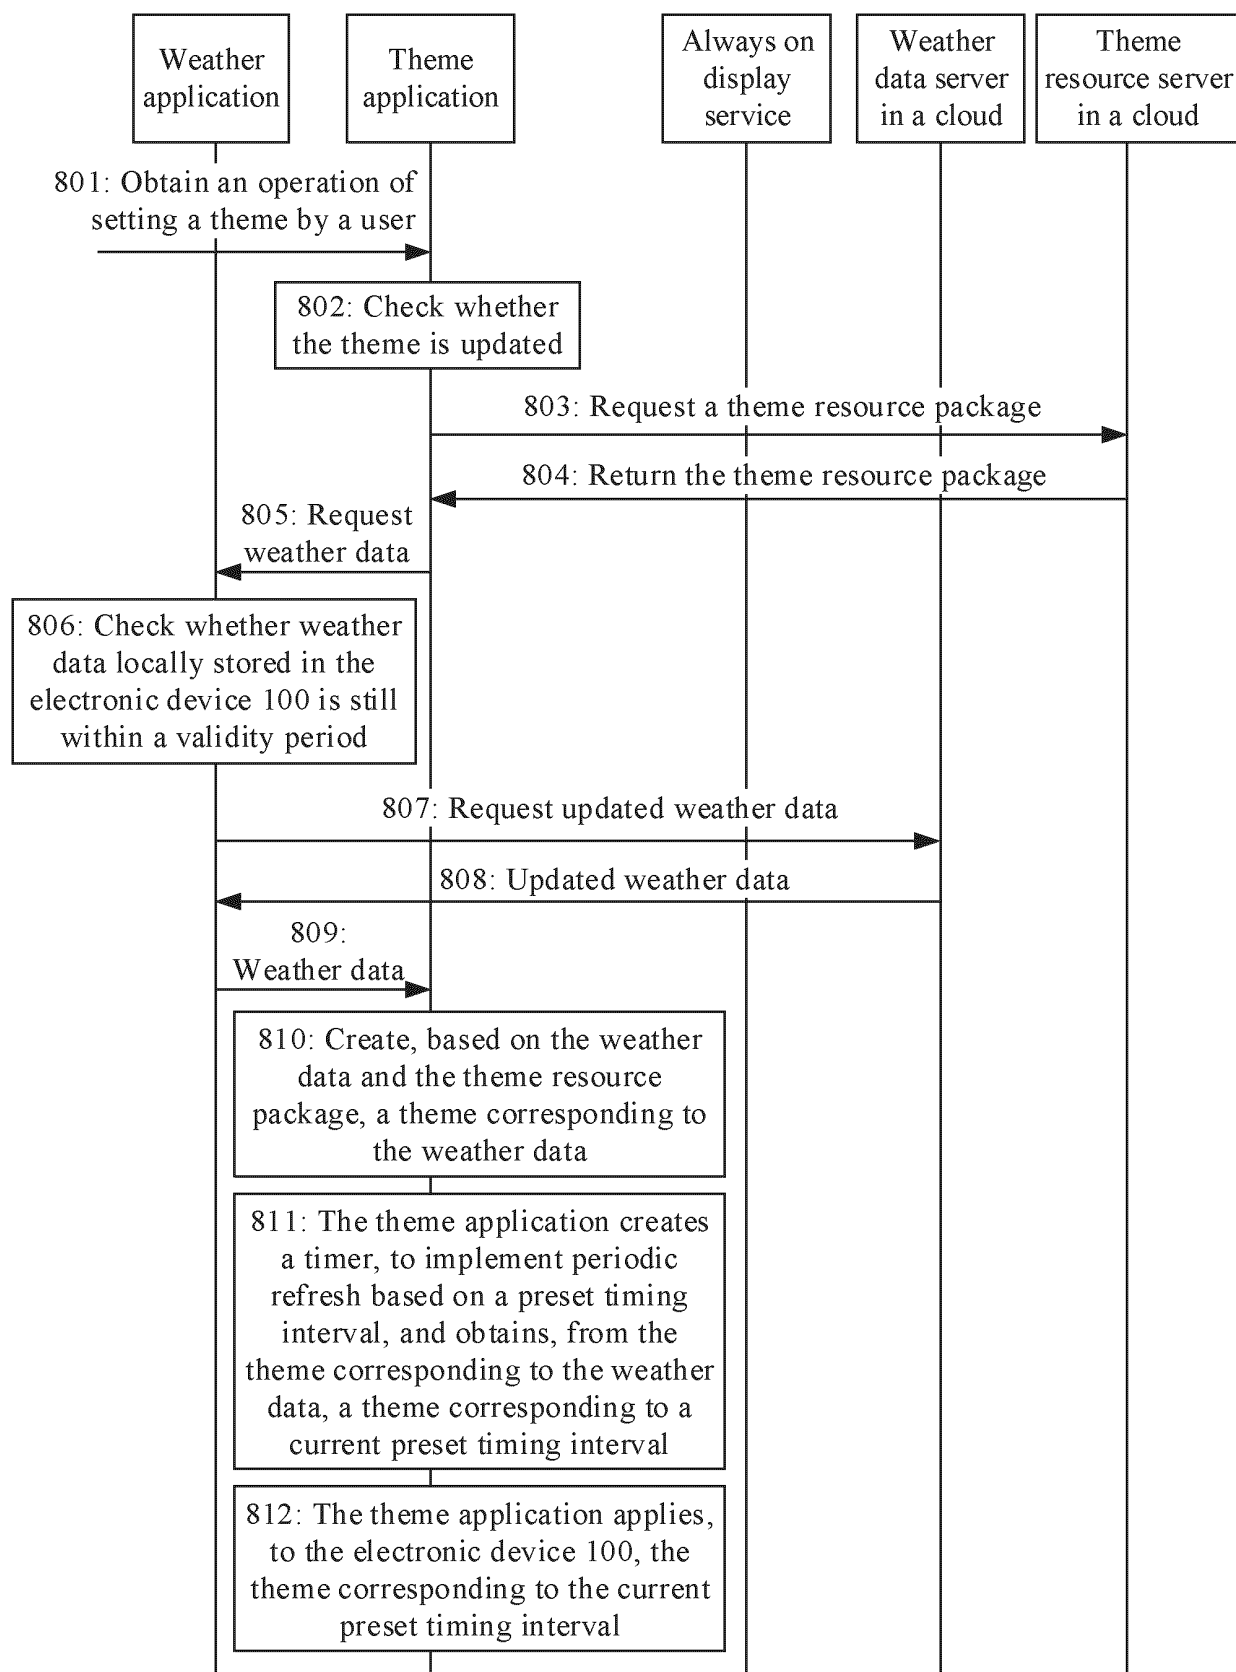 Weather
application
Theme
application
Always on
display
service
Weather
data server
in a cloud
Theme
resource server
in a cloud
801: Obtain an operation of
setting a theme by a user
802: Check whether
the theme is updated
803: Request a theme resource package
804: Return the theme resource package
805: Request
weather data
806: Check whether weather
data locally stored in the
electronic device 100 is still
within a validity period
807: Request updated weather data
808: Updated weather data
809:
Weather data
810: Create, based on the weather
data and the theme resource
package, a theme corresponding to
the weather data
811: The theme application creates
a timer, to implement periodic
refresh based on a preset timing
interval, and obtains, from the
theme corresponding to the weather
data, a theme corresponding to a
current preset timing interval
812: The theme application applies,
to the electronic device 100, the
theme corresponding to the current
preset timing interval